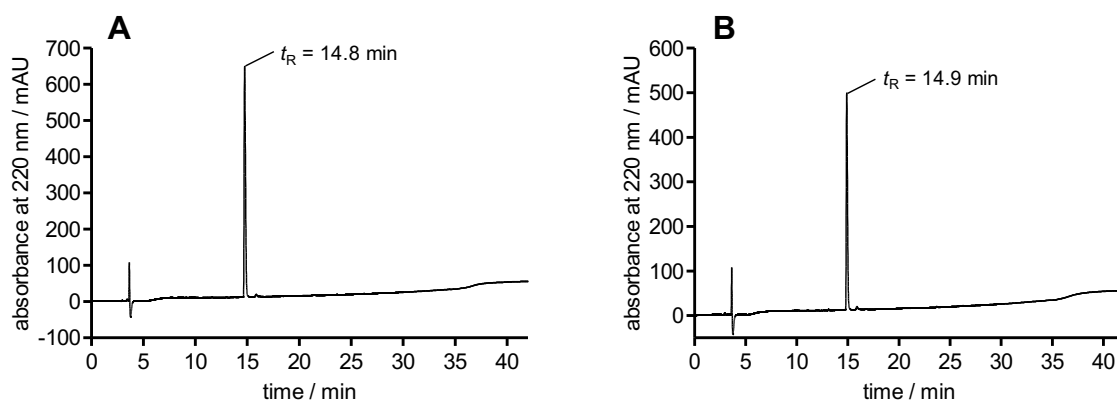 A
absorbance at 220 nm / mAU
700
600
500
400
300
200
100
0
-100
tR = 14.8 min
0 5 10 15 20 25 30 35 40
time / min
B
absorbance at 220 nm / mAU
600
500
400
300
200
100
0
tR = 14.9 min
0 5 10 15 20 25 30 35 40
time / min